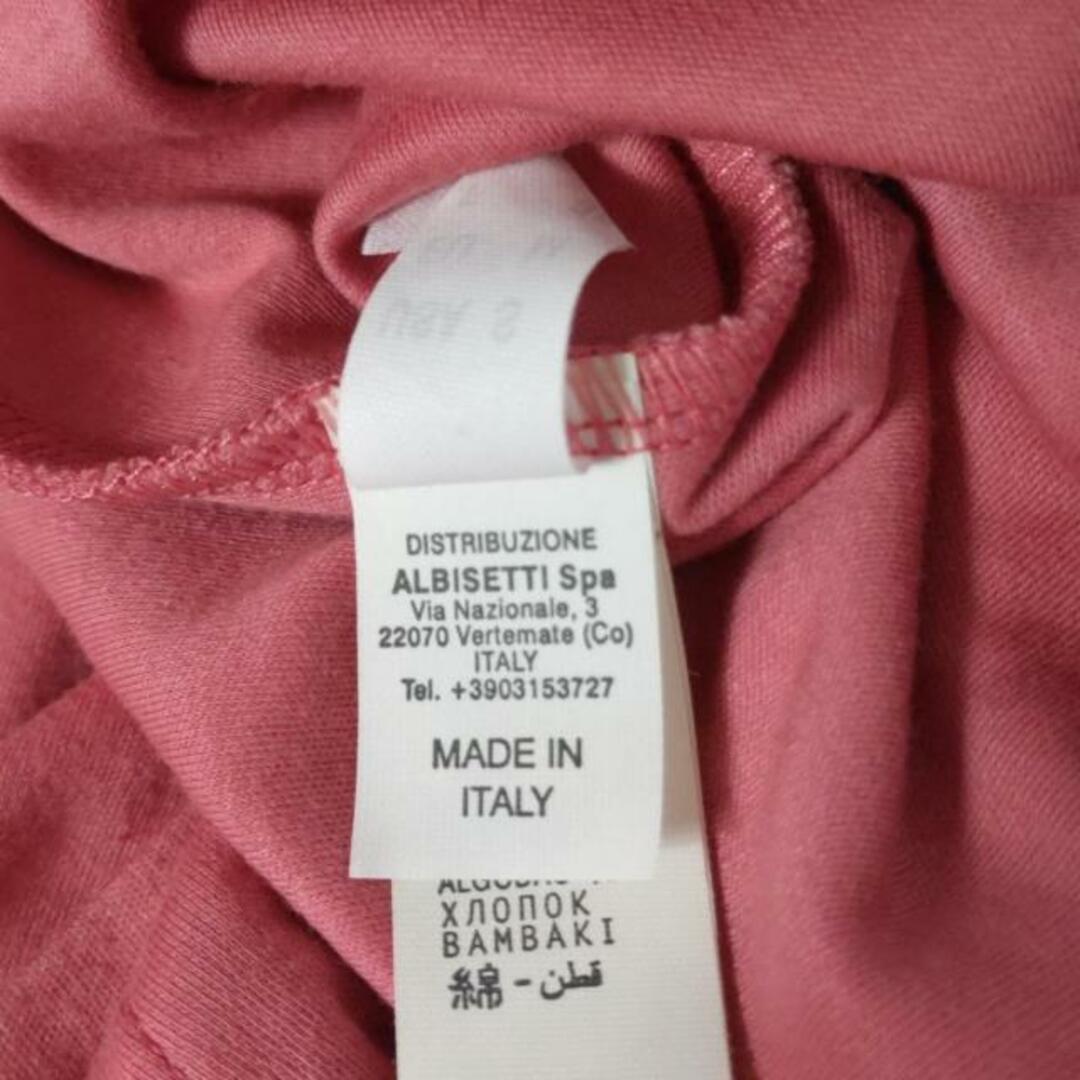 DISTRIBUZIONE
ALBISETTI Spa
Via Nazionale, 3
22070 Vertemate (Co)
ITALY
Tel. +3903153727
MADE IN
ITALY
ХЛОПОК
BAMBAKI
綿 - قطن